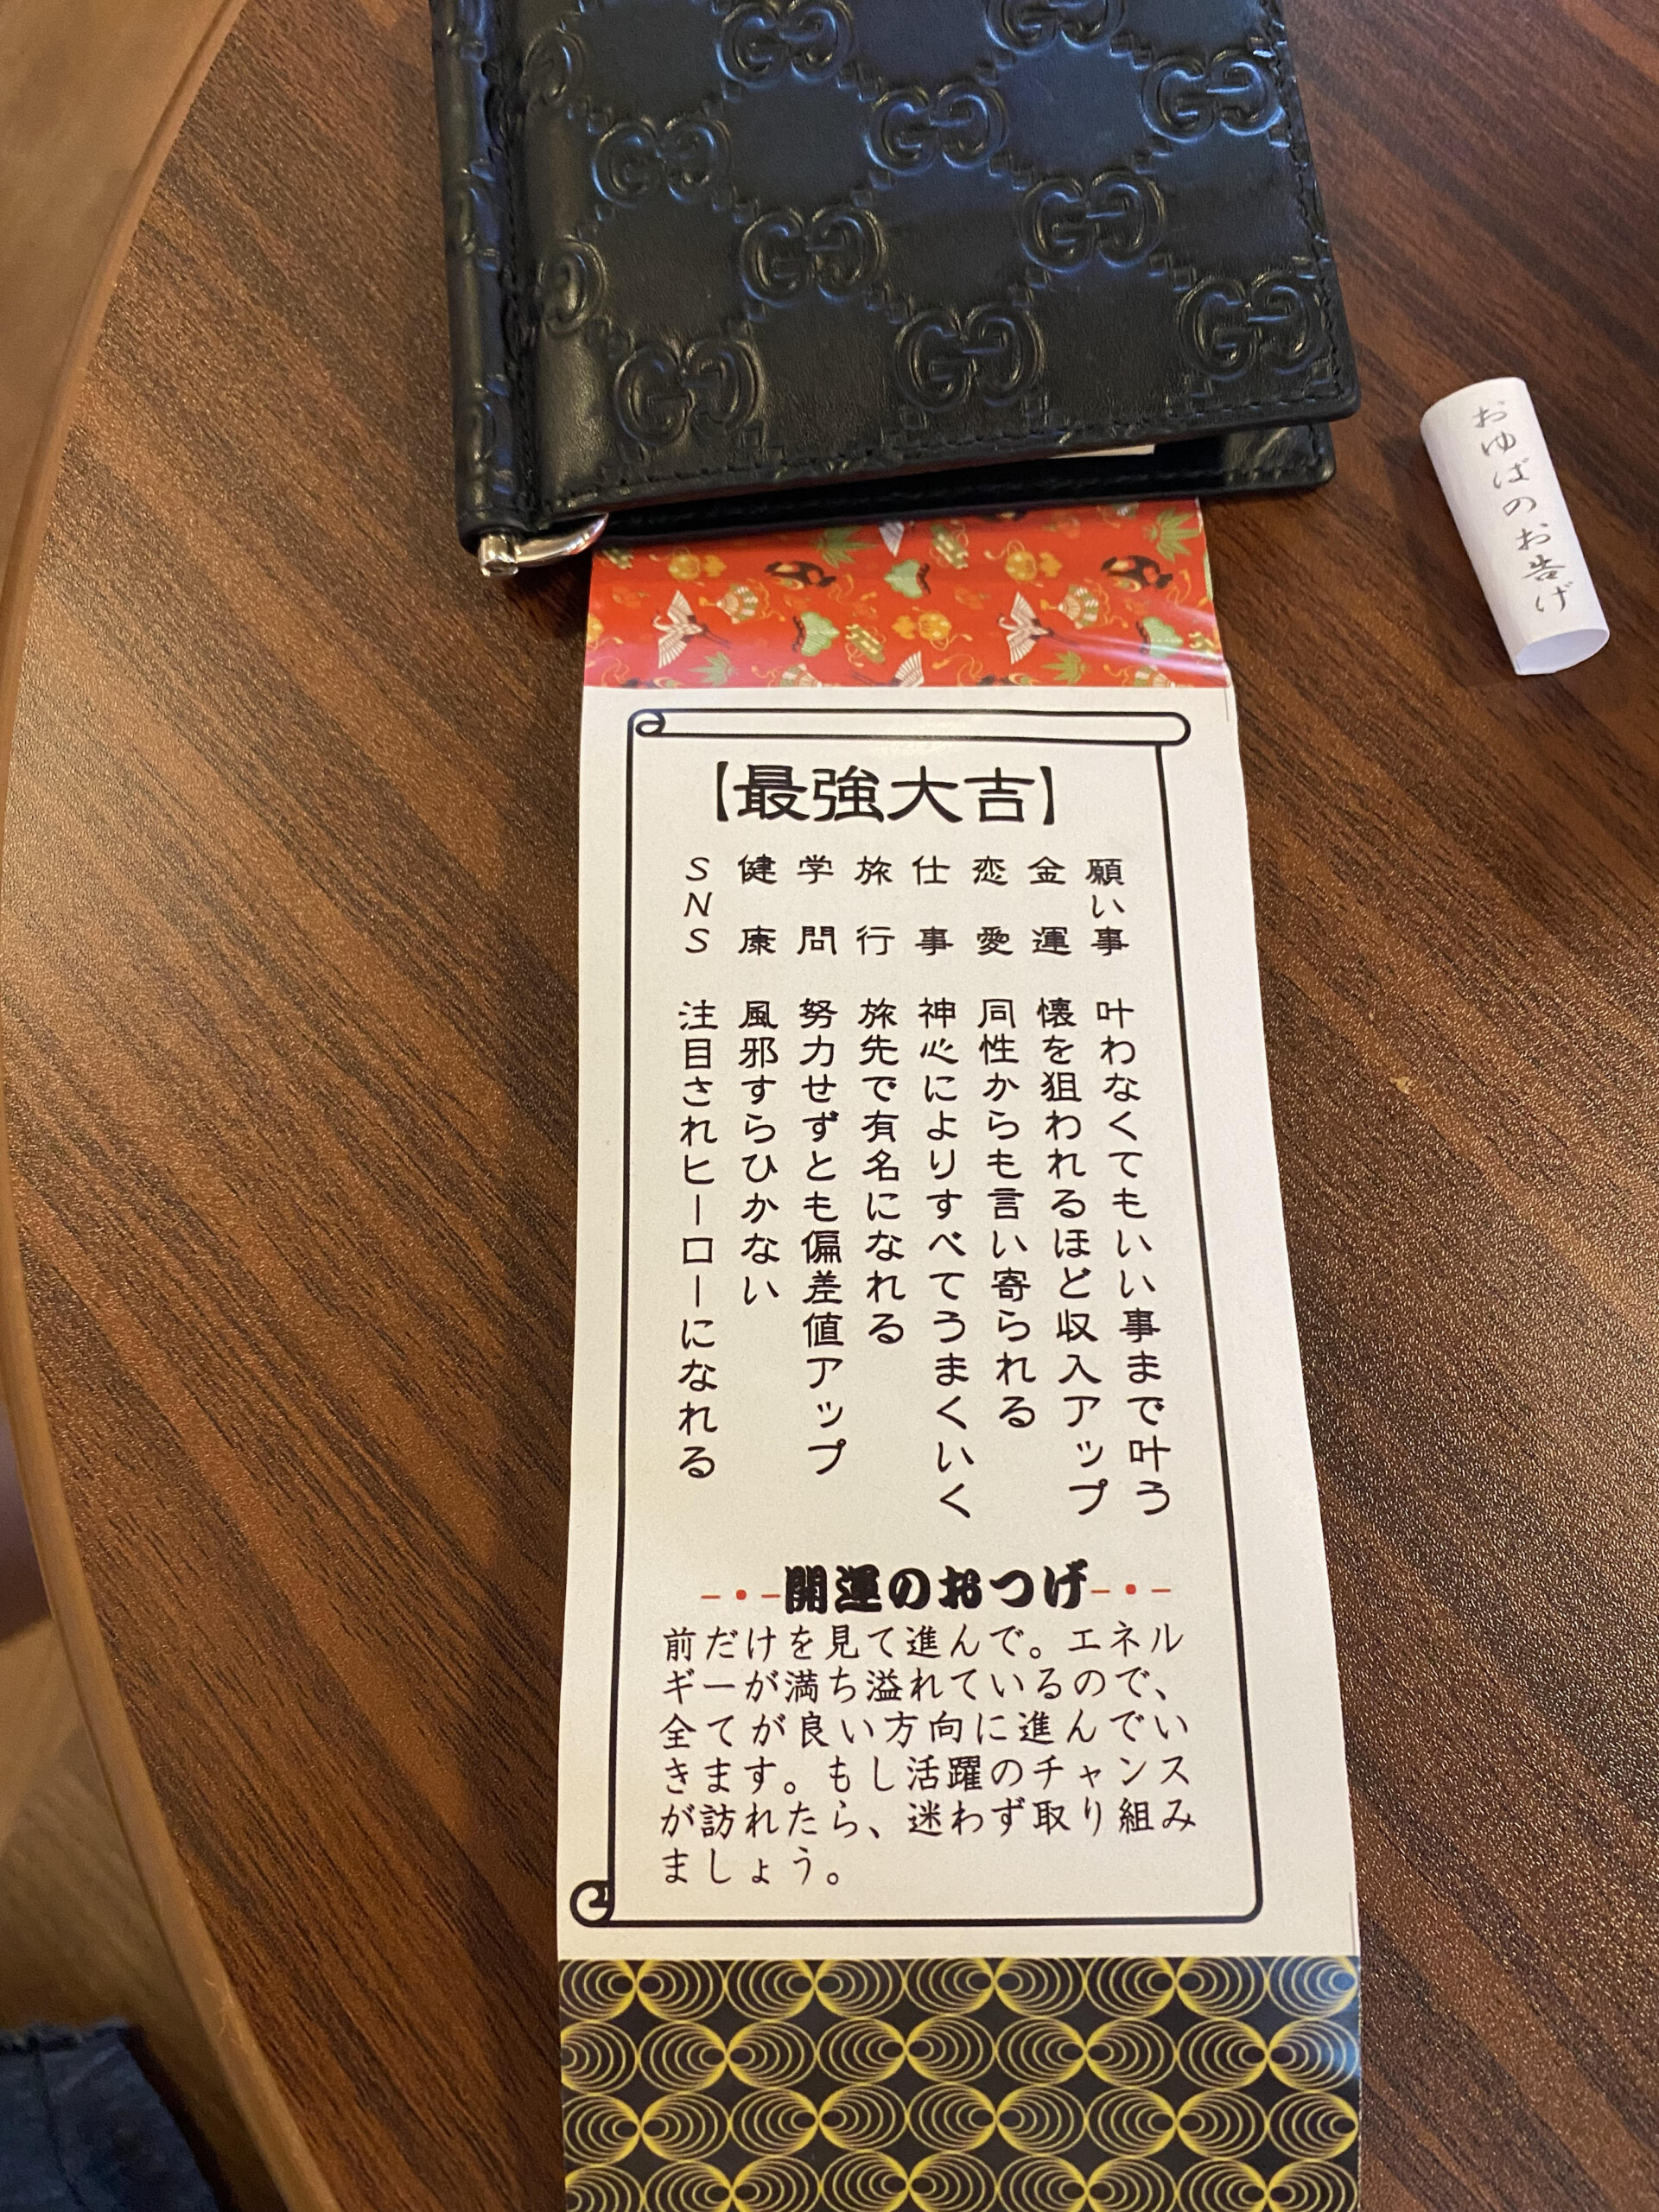 おゆばのお告げ
【最強大吉】
願い事 叶わなくてもいい事まで叶う
金運 懐を狙われるほど収入アップ
恋愛 同性からも言い寄られる
仕事 神心によりすべてうまくいく
旅行 旅先で有名になれる
学問 努力せずとも偏差値アップ
健康 風邪すらひかない
SNS 注目されヒーローになれる
開運のおつげ
前だけを見て進んで。エネル
ギーが満ち溢れているので、
全てが良い方向に進んでい
きます。もし活躍のチャンス
が訪れたら、迷わず取り組み
ましょう。